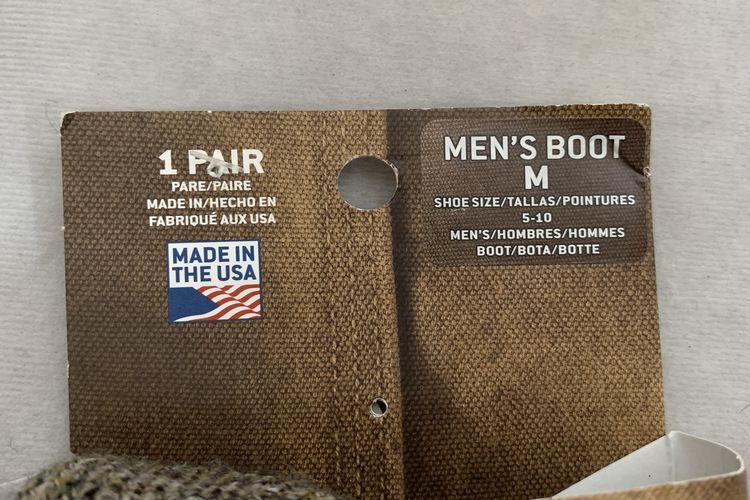 1 PAIR
PARE/PAIRE
MADE IN/HECHO EN
FABRIQUÉ AUX USA
MADE IN
THE USA
MEN'S BOOT
M
SHOE SIZE/TALLAS/POINTURES
5-10
MEN'S/HOMBRES/HOMMES
BOOT/BOTA/BOTTE